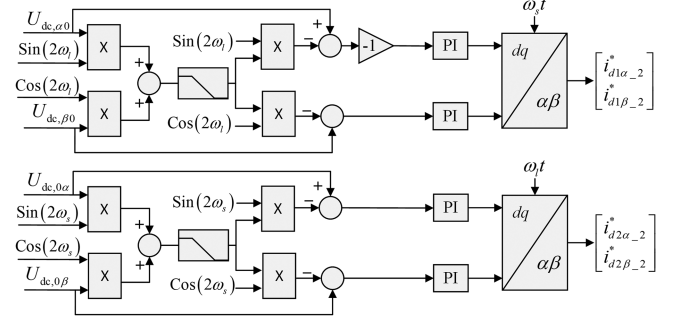 U_dc,α0
Sin(2ω_l)
Cos(2ω_l)
U_dc,β0
X
X
+
+
Sin(2ω_l)
Cos(2ω_l)
X
X
+
−
−
-1
PI
PI
ω_s t
dq
αβ
i*_d1α_2
i*_d1β_2
U_dc,0α
Sin(2ω_s)
Cos(2ω_s)
U_dc,0β
X
X
+
+
Sin(2ω_s)
Cos(2ω_s)
X
X
+
−
−
PI
PI
ω_l t
dq
αβ
i*_d2α_2
i*_d2β_2